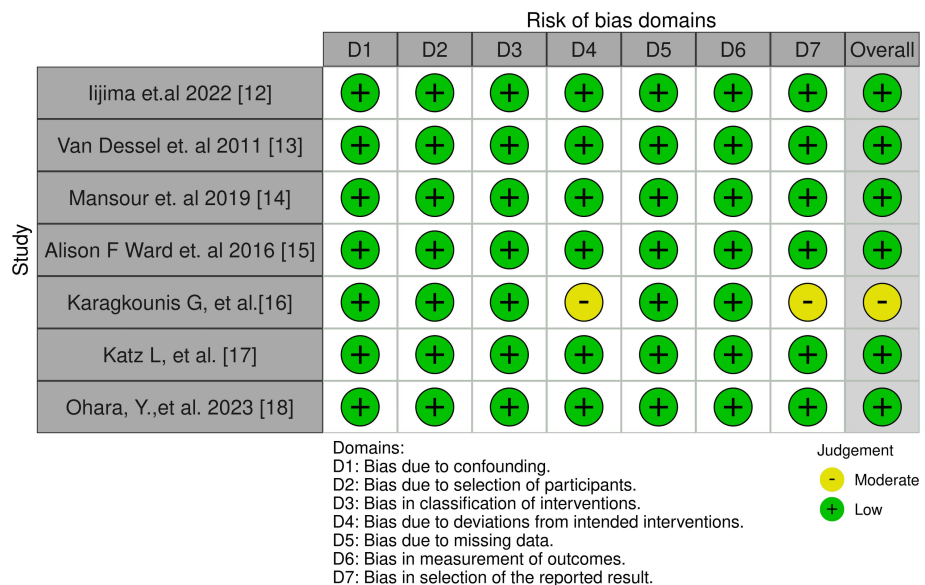 Risk of bias domains
D1 D2 D3 D4 D5 D6 D7 Overall
Study
Iijima et.al 2022 [12] + + + + + + + +
Van Dessel et. al 2011 [13] + + + + + + + +
Mansour et. al 2019 [14] + + + + + + + +
Alison F Ward et. al 2016 [15] + + + + + + + +
Karagkounis G, et al.[16] + + + - + + - -
Katz L, et al. [17] + + + + + + + +
Ohara, Y.,et al. 2023 [18] + + + + + + + +
Domains:
D1: Bias due to confounding.
D2: Bias due to selection of participants.
D3: Bias in classification of interventions.
D4: Bias due to deviations from intended interventions.
D5: Bias due to missing data.
D6: Bias in measurement of outcomes.
D7: Bias in selection of the reported result.
Judgement
- Moderate
+ Low